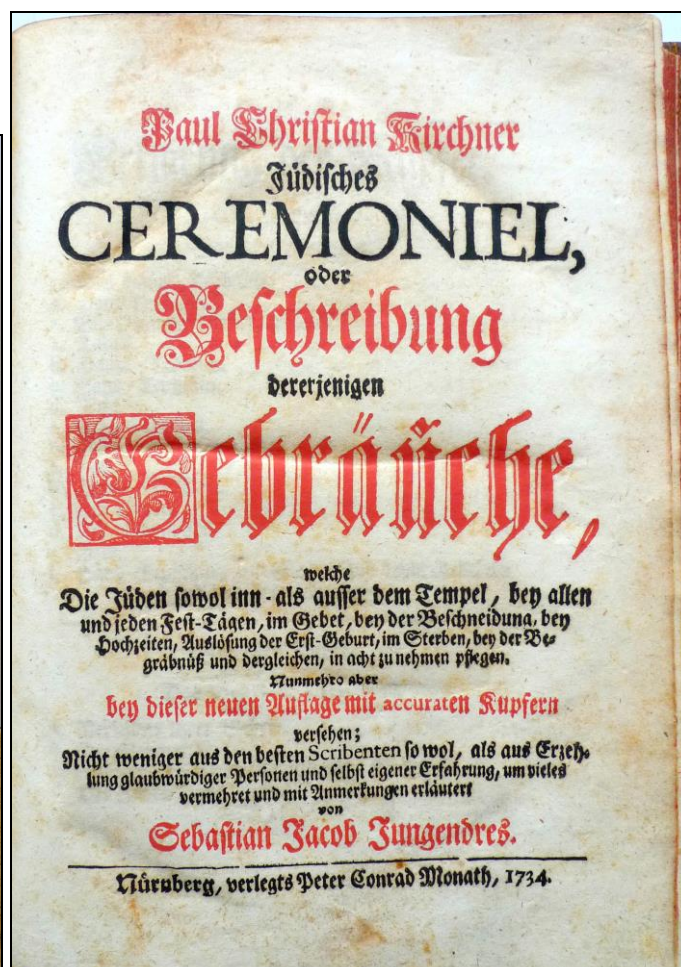 Paul Christian Kirchner
Jüdisches
CEREMONIEL,
oder
Beschreibung
dererjenigen
Gebräuche,
welche
Die Jüden sowol inn- als ausser dem Tempel, bey allen
und jeden Fest-Tägen, im Gebet, bey der Beschneidung, bey
Hochzeiten, Auslösung der Erst-Geburt, im Sterben, bey der Be-
gräbnüß und dergleichen, in acht zu nehmen pflegen.
Nunmehro aber
bey dieser neuen Auflage mit accuraten Kupfern
versehen;
Nicht weniger aus den besten Scribenten so wol, als aus Erzeh-
lung glaubwürdiger Personen und selbst eigener Erfahrung, um vieles
vermehret und mit Anmerkungen erläutert
von
Sebastian Jacob Jungendres.
Nürnberg, verlegts Peter Conrad Monath, 1734.